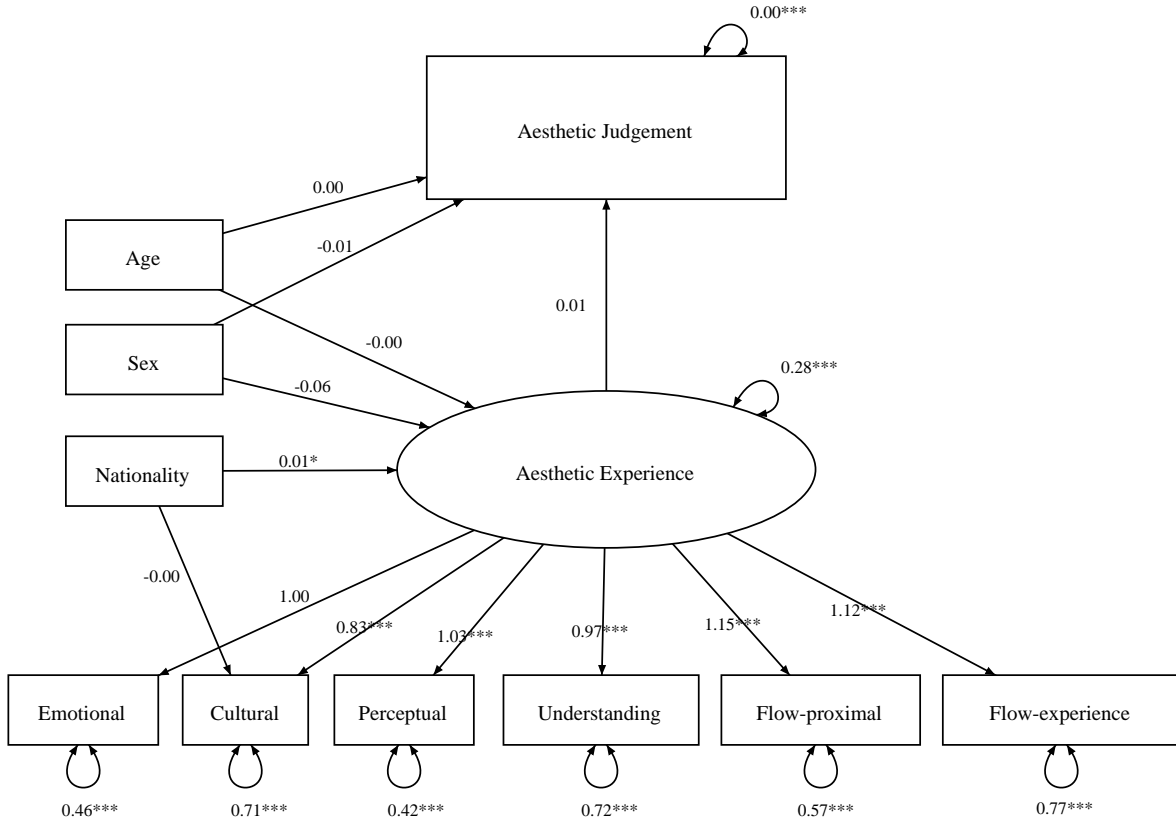 0.00***
Aesthetic Judgement
0.00
-0.01
Age
0.01
Sex
-0.00
0.28***
-0.06
Nationality
0.01*
Aesthetic Experience
-0.00
1.00
0.83***
1.03***
0.97***
1.15***
1.12***
Emotional
Cultural
Perceptual
Understanding
Flow-proximal
Flow-experience
0.46***
0.71***
0.42***
0.72***
0.57***
0.77***